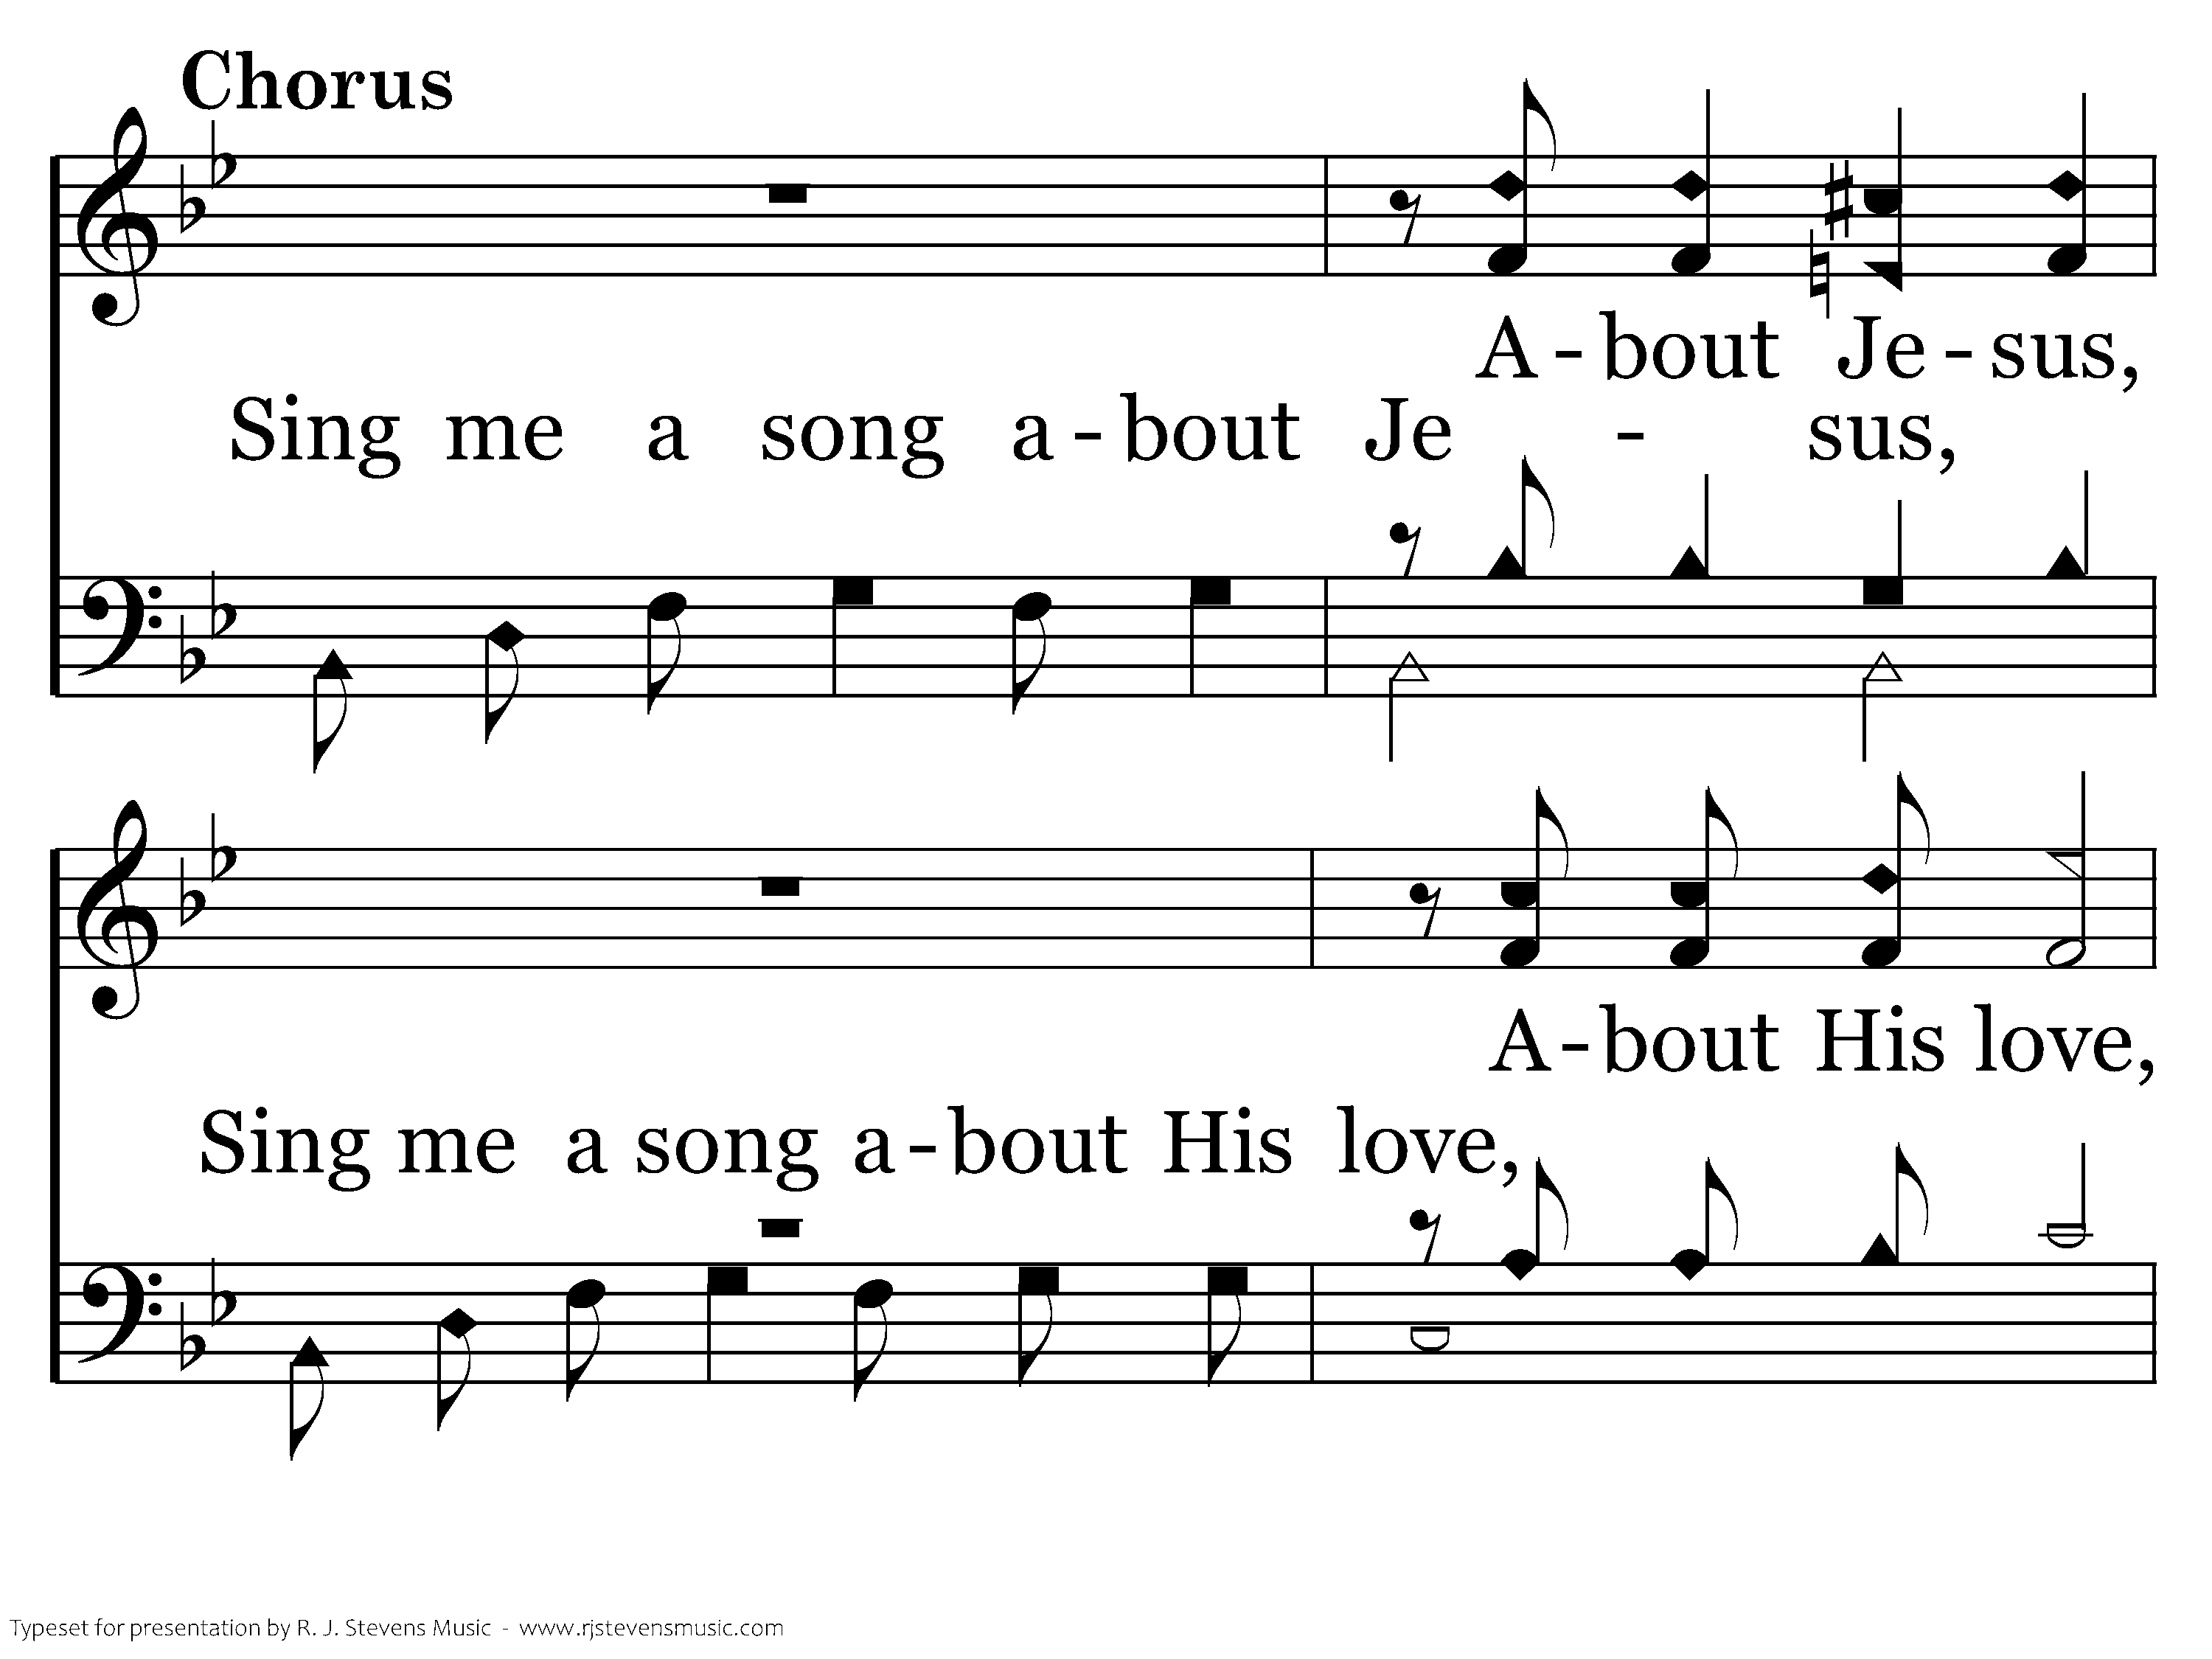 Chorus
A - bout Je - sus,
Sing me a song a - bout Je - sus,
A - bout His love,
Sing me a song a - bout His love,
Typeset for presentation by R. J. Stevens Music - www.rjstevensmusic.com